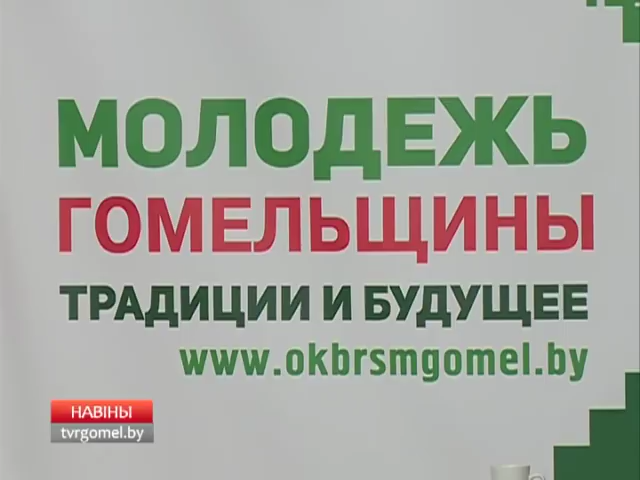 МОЛОДЕЖЬ
ГОМЕЛЬЩИНЫ
ТРАДИЦИИ И БУДУЩЕЕ
www.okbrsmgomel.by
НАВІНЫ
tvrgomel.by